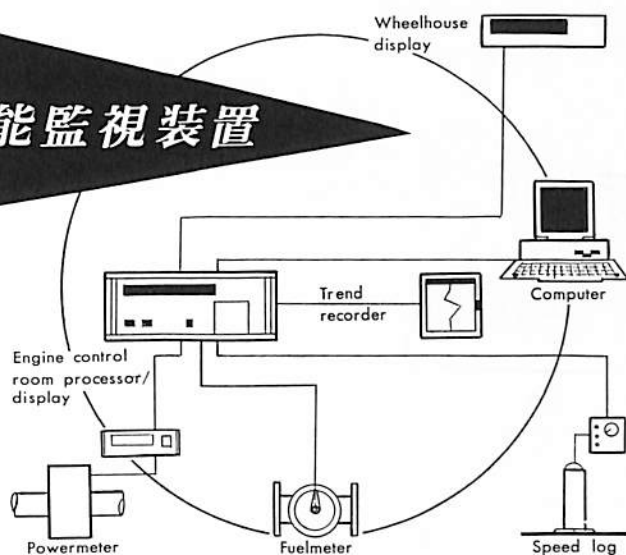 Wheelhouse
display
能監視装置
Computer
Trend
recorder
Engine control
room processor/
display
Powermeter
Fuelmeter
Speed log